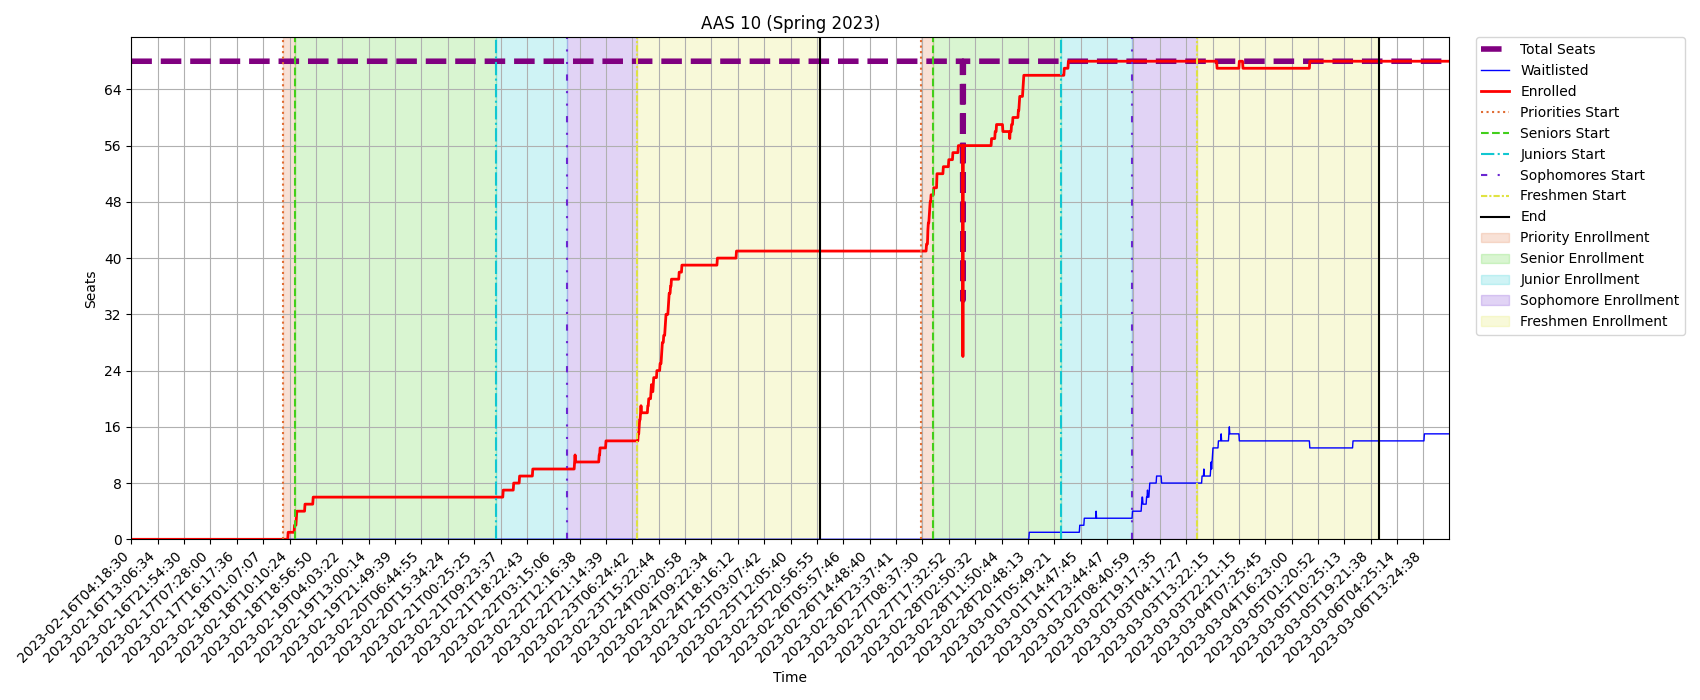 AAS 10 (Spring 2023)
Total Seats
Waitlisted
Enrolled
Priorities Start
Seniors Start
Juniors Start
Sophomores Start
Freshmen Start
End
Priority Enrollment
Senior Enrollment
Junior Enrollment
Sophomore Enrollment
Freshmen Enrollment
Seats
64
56
48
40
32
24
16
8
0
2023-02-16T04:18:30
2023-02-16T13:06:34
2023-02-16T21:54:30
2023-02-17T07:28:00
2023-02-17T16:17:36
2023-02-18T01:07:07
2023-02-18T10:10:24
2023-02-18T18:56:50
2023-02-19T04:03:22
2023-02-19T13:00:14
2023-02-19T21:49:39
2023-02-20T06:44:55
2023-02-20T15:34:24
2023-02-21T00:25:25
2023-02-21T09:23:37
2023-02-21T18:22:43
2023-02-22T03:15:06
2023-02-22T12:16:38
2023-02-22T21:14:39
2023-02-23T06:24:42
2023-02-23T15:22:44
2023-02-24T00:20:58
2023-02-24T09:22:34
2023-02-24T18:16:12
2023-02-25T03:07:42
2023-02-25T12:05:40
2023-02-25T20:56:55
2023-02-26T05:57:46
2023-02-26T14:48:40
2023-02-26T23:37:41
2023-02-27T08:37:30
2023-02-27T17:32:52
2023-02-28T02:50:32
2023-02-28T11:50:44
2023-02-28T20:48:13
2023-03-01T05:49:21
2023-03-01T14:47:45
2023-03-01T23:44:47
2023-03-02T08:40:59
2023-03-02T19:17:35
2023-03-03T04:17:27
2023-03-03T13:22:15
2023-03-03T22:21:15
2023-03-04T07:25:45
2023-03-04T16:23:00
2023-03-05T01:20:52
2023-03-05T10:25:13
2023-03-05T19:21:38
2023-03-06T04:25:14
2023-03-06T13:24:38
Time